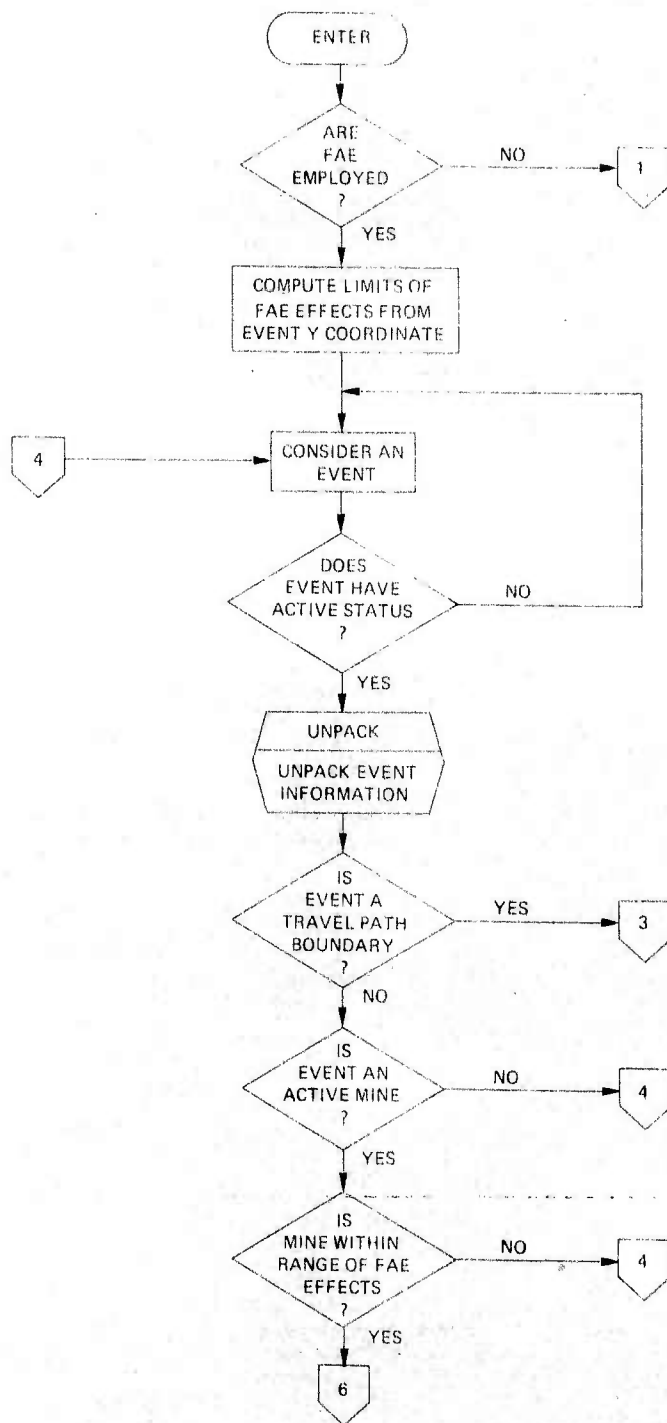 ENTER
ARE
FAE
EMPLOYED
?
NO
1
YES
COMPUTE LIMITS OF
FAE EFFECTS FROM
EVENT Y COORDINATE
4
CONSIDER AN
EVENT
DOES
EVENT HAVE
ACTIVE STATUS
?
NO
YES
UNPACK
UNPACK EVENT
INFORMATION
IS
EVENT A
TRAVEL PATH
BOUNDARY
?
YES
3
NO
IS
EVENT AN
ACTIVE MINE
?
NO
4
YES
IS
MINE WITHIN
RANGE OF FAE
EFFECTS
?
NO
4
YES
6